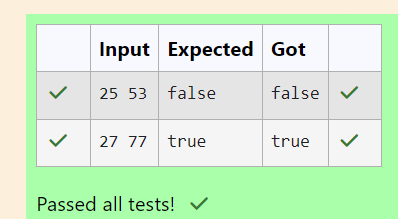 Input Expected Got
25 53 false false
27 77 true true
Passed all tests!